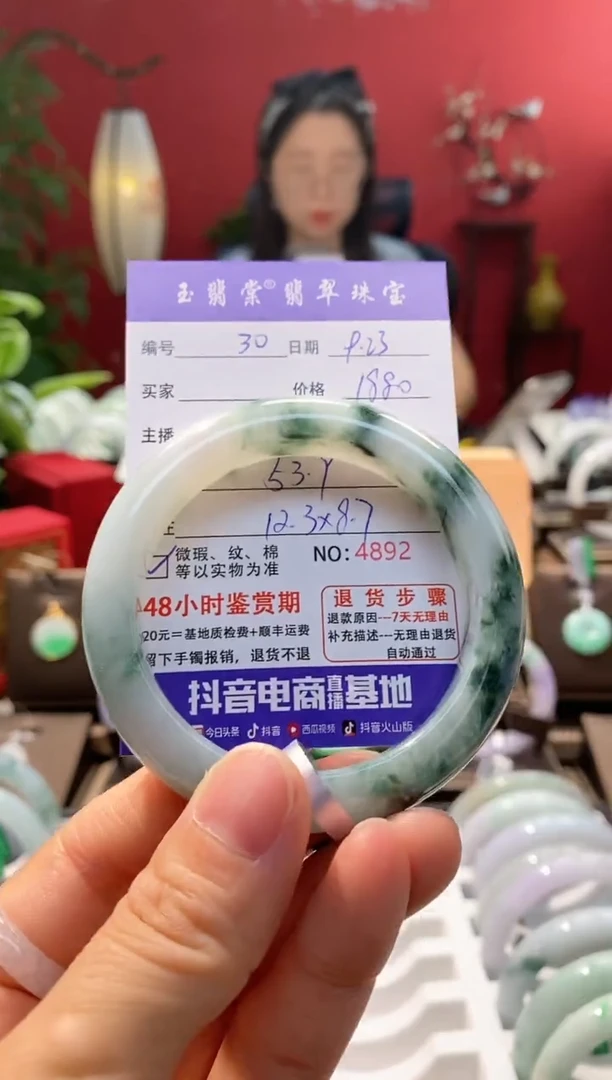 玉翡棠®翡翠珠宝
编号 30 日期 9.23
买家 价格 1880
主播
53.9
12.3×8.7
微瑕、纹、棉
等以实物为准
NO: 4892
48小时鉴赏期
20元=基地质检费+顺丰运费
留下手镯报销，退货不退
退货步骤
退款原因---7天无理由
补充描述---无理由退货
自动通过
抖音电商直播基地
今日头条 抖音 西瓜视频 抖音火山版